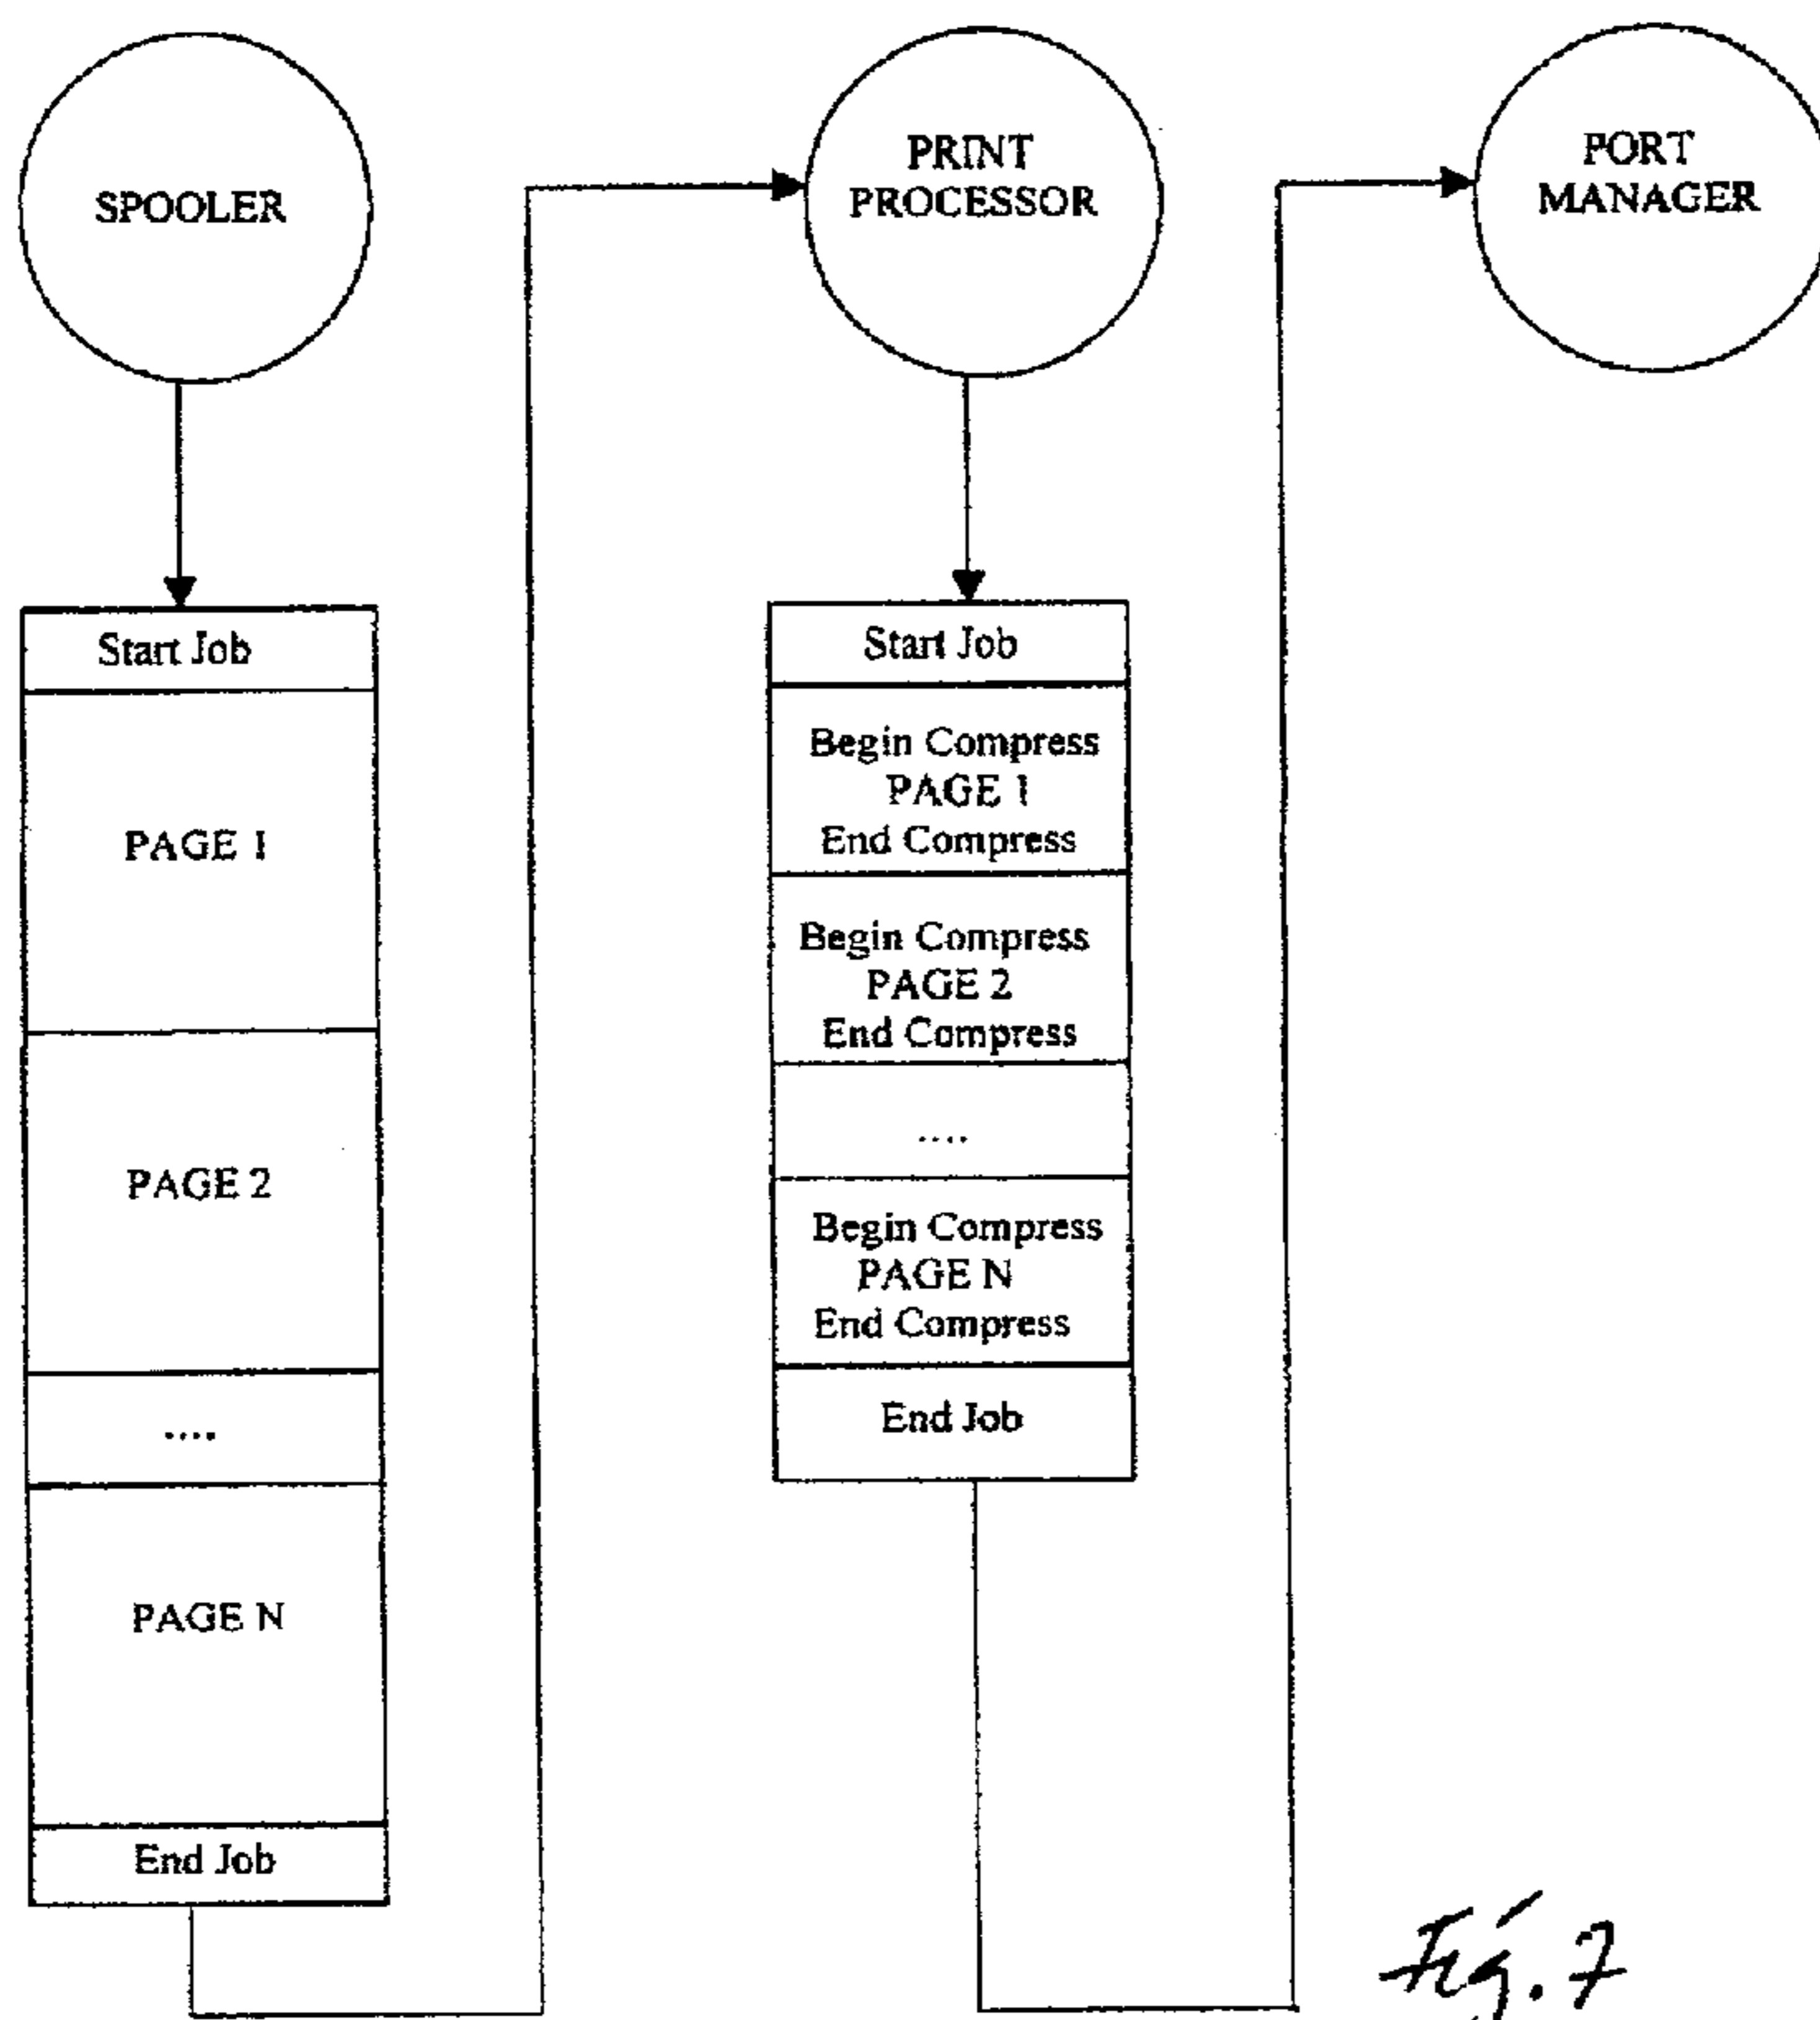 SPOOLER
Start Job
PAGE 1
PAGE 2
....
PAGE N
End Job
PRINT
PROCESSOR
Start Job
Begin Compress
PAGE 1
End Compress
Begin Compress
PAGE 2
End Compress
....
Begin Compress
PAGE N
End Compress
End Job
PORT
MANAGER
Fig. 7